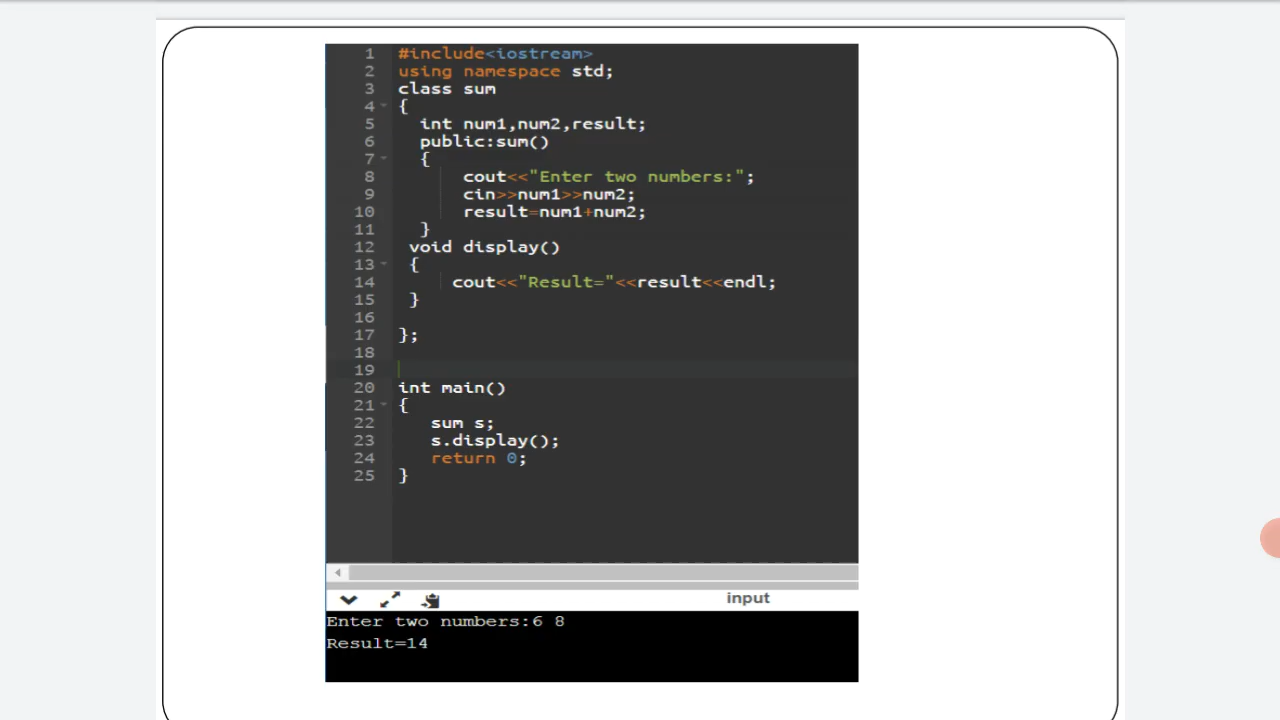 1 #include<iostream>
2 using namespace std;
3 class sum
4 {
5 int num1,num2,result;
6 public:sum()
7 {
8 cout<<"Enter two numbers:";
9 cin>>num1>>num2;
10 result=num1+num2;
11 }
12 void display()
13 {
14 cout<<"Result="<<result<<endl;
15 }
16
17 };
18
19
20 int main()
21 {
22 sum s;
23 s.display();
24 return 0;
25 }
input
Enter two numbers:6 8
Result=14